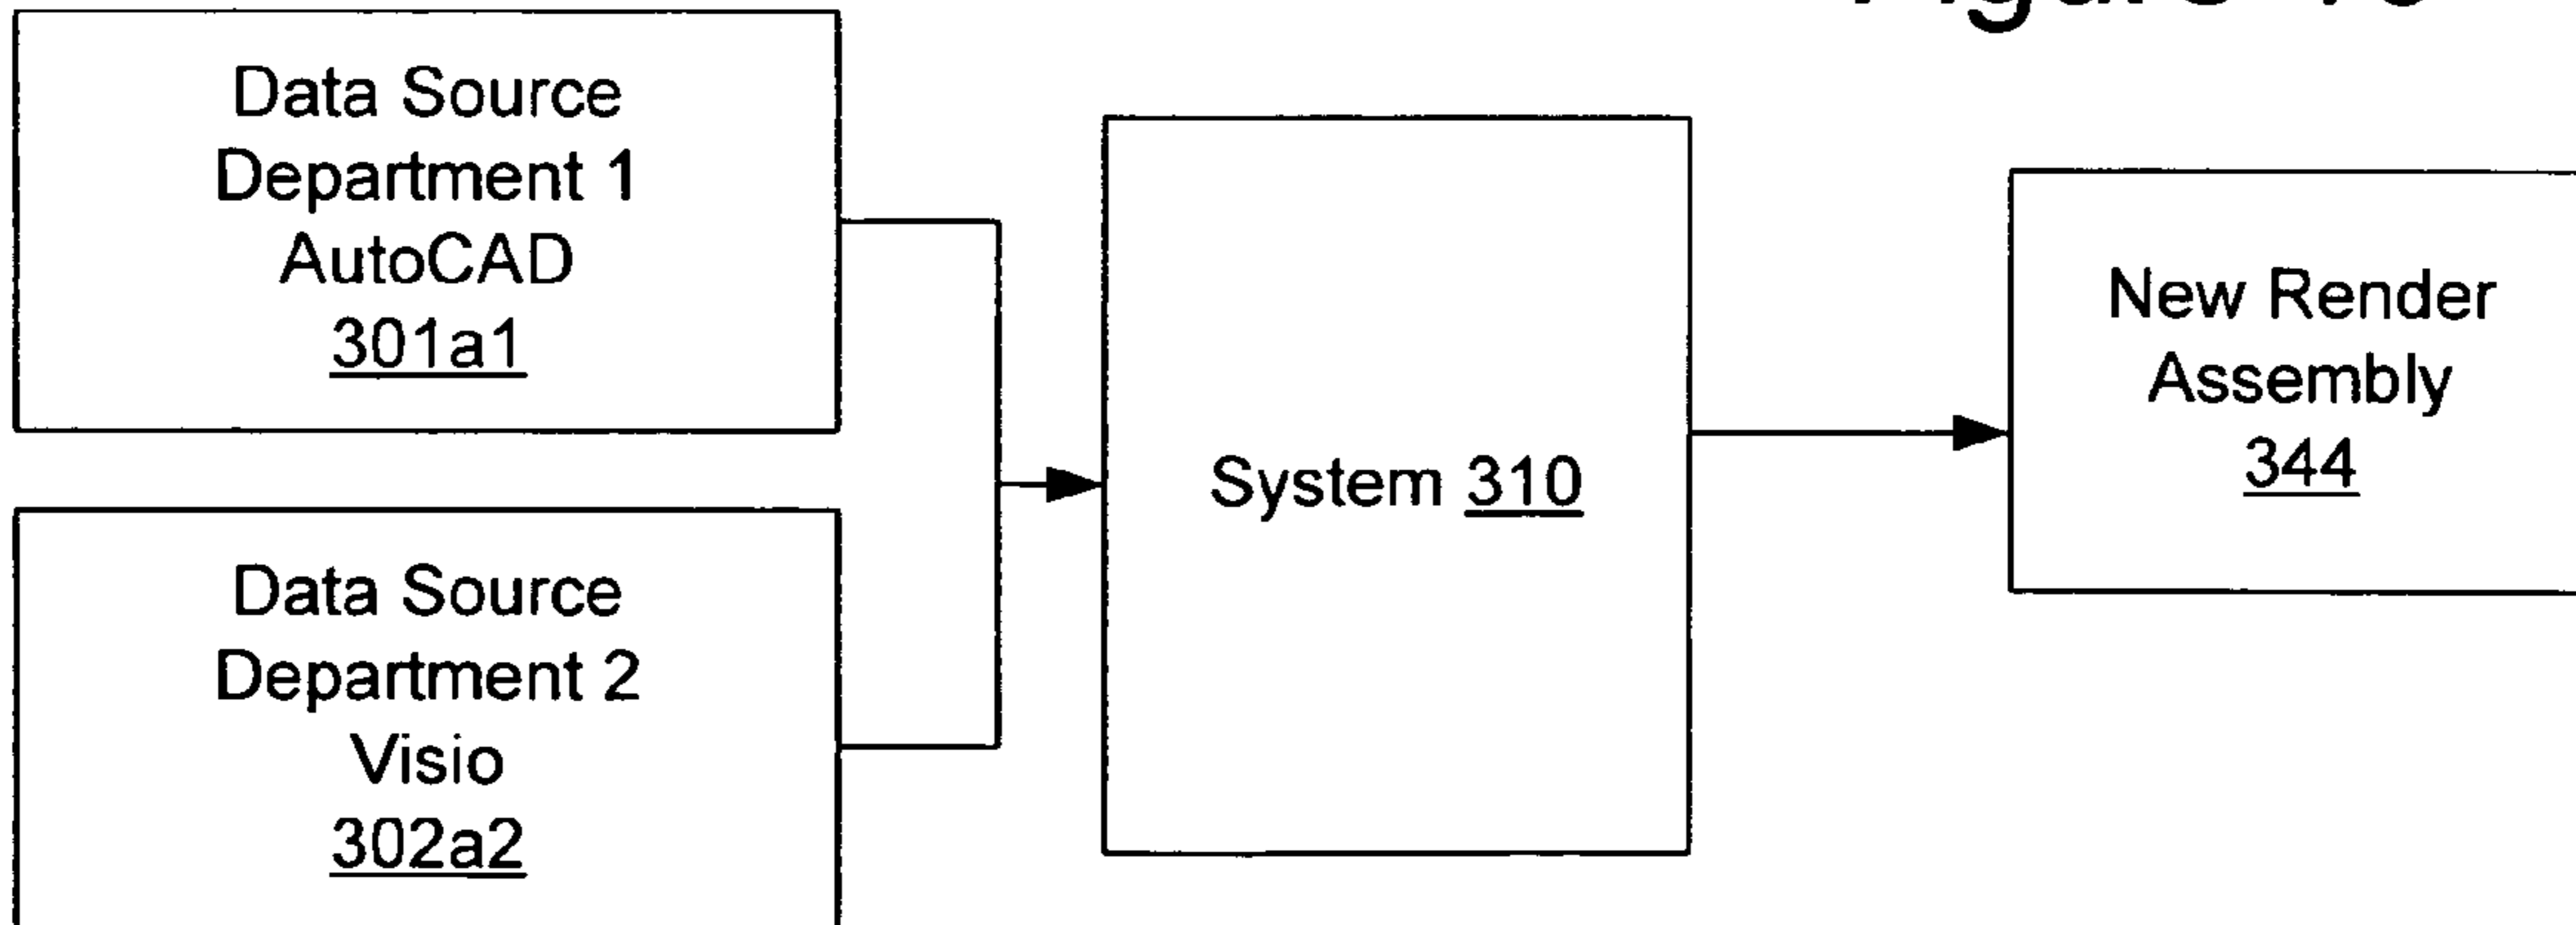 Data Source
Department 1
AutoCAD
301a1
Data Source
Department 2
Visio
302a2
System 310
New Render
Assembly
344